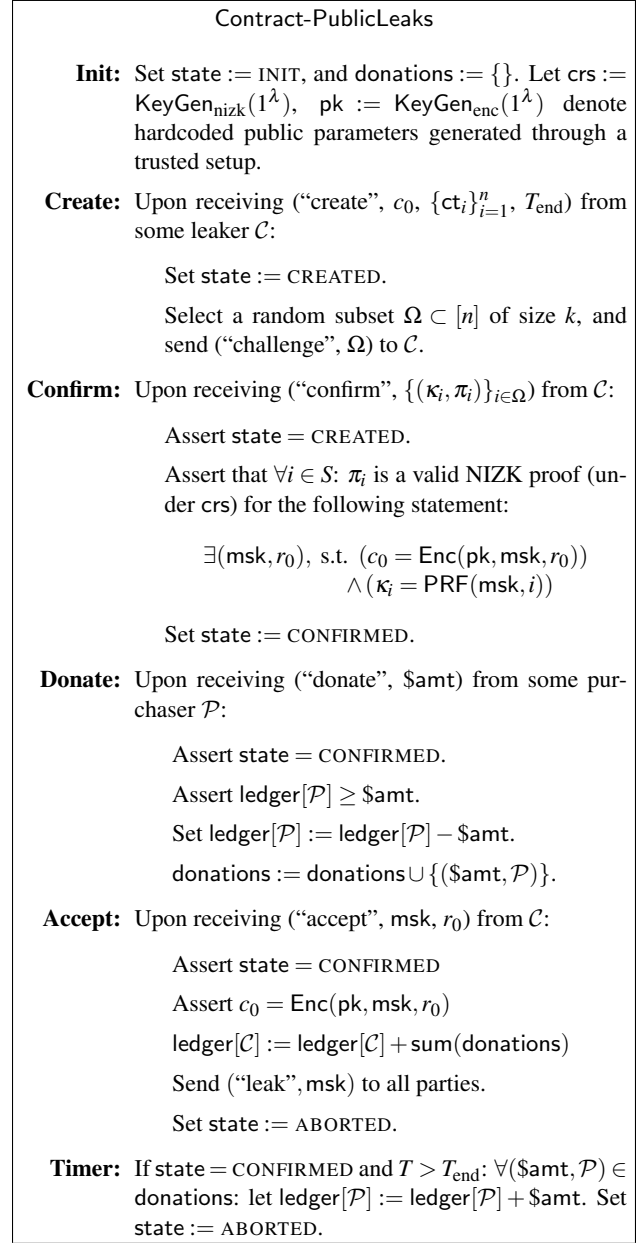 Contract-PublicLeaks
Init: Set state := INIT, and donations := {}. Let crs :=
KeyGen_nizk(1^λ), pk := KeyGen_enc(1^λ) denote
hardcoded public parameters generated through a
trusted setup.
Create: Upon receiving (“create”, c_0, {ct_i}_{i=1}^n, T_end) from
some leaker C:
Set state := CREATED.
Select a random subset Ω ⊂ [n] of size k, and
send (“challenge”, Ω) to C.
Confirm: Upon receiving (“confirm”, {(κ_i, π_i)}_{i∈Ω}) from C:
Assert state = CREATED.
Assert that ∀i ∈ S: π_i is a valid NIZK proof (un-
der crs) for the following statement:
∃(msk, r_0), s.t. (c_0 = Enc(pk, msk, r_0))
∧(κ_i = PRF(msk, i))
Set state := CONFIRMED.
Donate: Upon receiving (“donate”, $amt) from some pur-
chaser P:
Assert state = CONFIRMED.
Assert ledger[P] ≥ $amt.
Set ledger[P] := ledger[P] − $amt.
donations := donations ∪ {($amt, P)}.
Accept: Upon receiving (“accept”, msk, r_0) from C:
Assert state = CONFIRMED
Assert c_0 = Enc(pk, msk, r_0)
ledger[C] := ledger[C] + sum(donations)
Send (“leak”, msk) to all parties.
Set state := ABORTED.
Timer: If state = CONFIRMED and T > T_end: ∀($amt, P) ∈
donations: let ledger[P] := ledger[P] + $amt. Set
state := ABORTED.